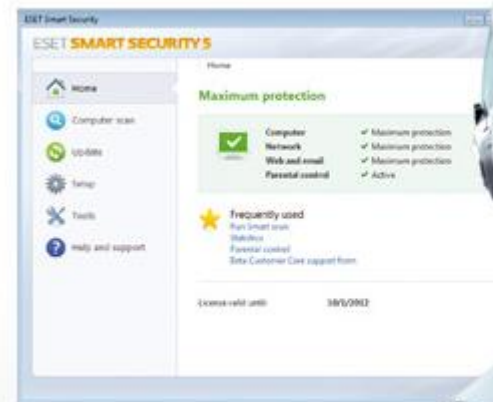 ESET Smart Security
ESET SMART SECURITY 5
Home
Home
Computer scan
Update
Setup
Tools
Help and support
Maximum protection
Computer ✔ Maximum protection
Network ✔ Maximum protection
Web and email ✔ Maximum protection
Parental control ✔ Active
Frequently used
Run Smart scan
Statistics
Parental control
Beta Customer Care support form
License valid until: